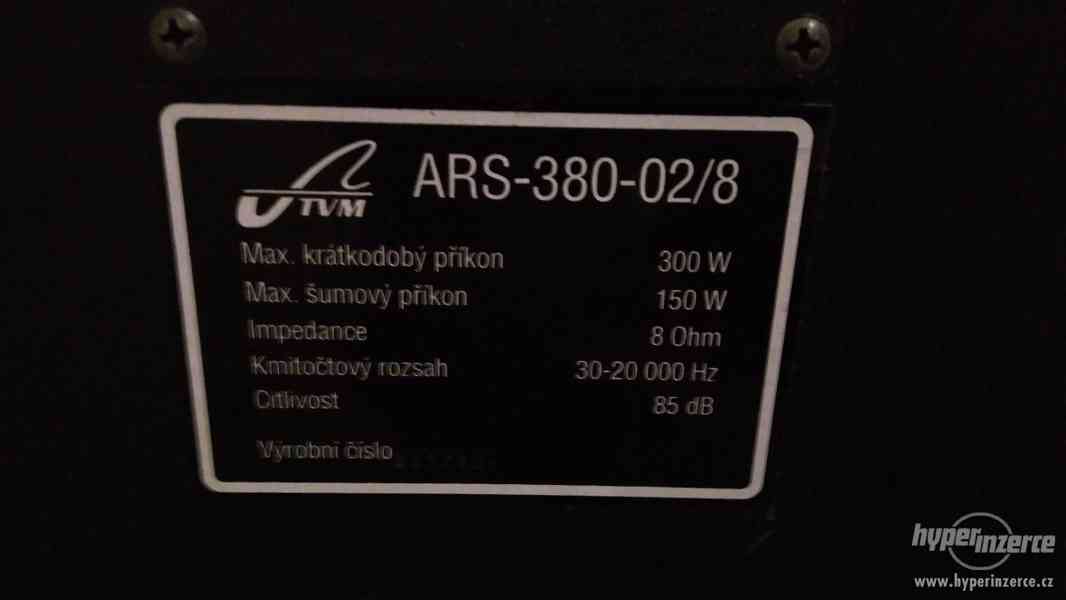 TVM
ARS-380-02/8
Max. krátkodobý příkon 300 W
Max. šumový příkon 150 W
Impedance 8 Ohm
Kmitočtový rozsah 30-20 000 Hz
Citlivost 85 dB
Výrobní číslo
hyperinzerce
www.hyperinzerce.cz